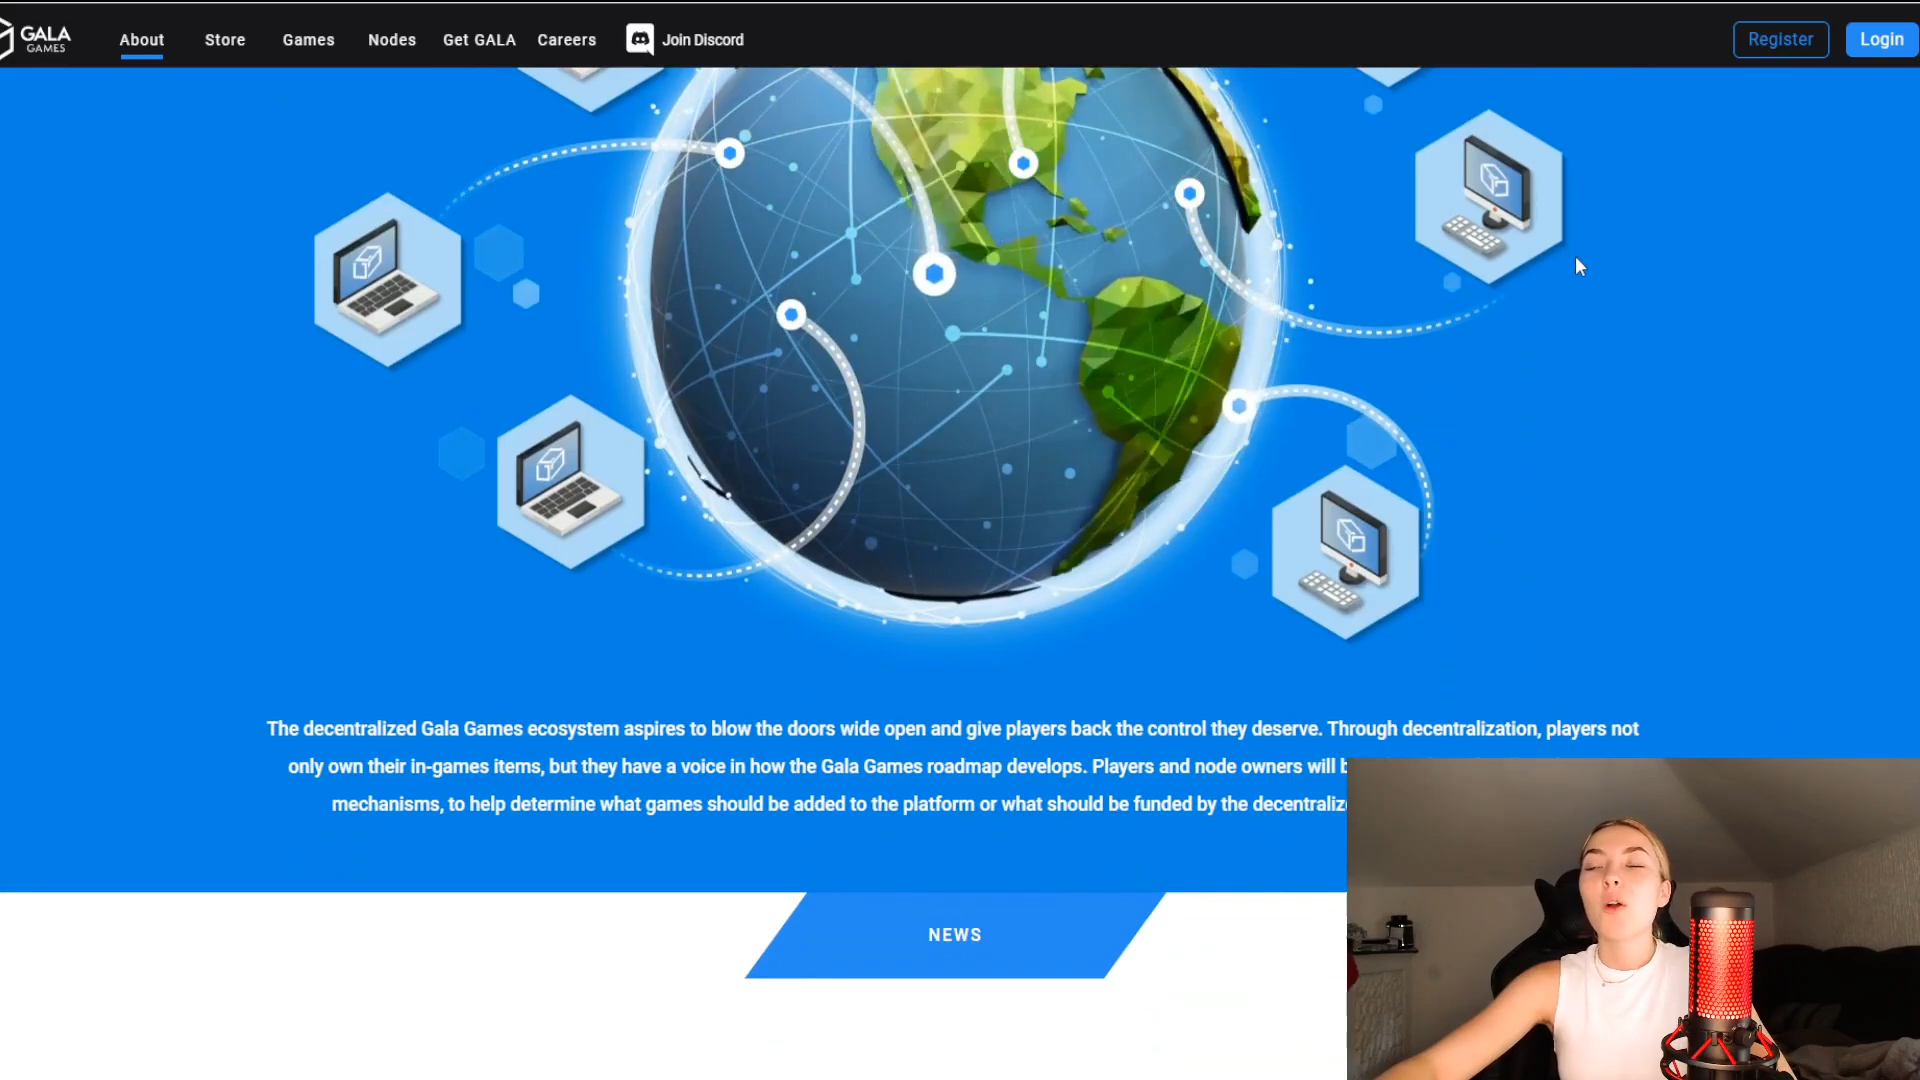 GALA
GAMES
About
Store
Games
Nodes
Get GALA
Careers
Join Discord
Register
Login
The decentralized Gala Games ecosystem aspires to blow the doors wide open and give players back the control they deserve. Through decentralization, players not
only own their in-games items, but they have a voice in how the Gala Games roadmap develops. Players and node owners will
mechanisms, to help determine what games should be added to the platform or what should be funded by the
NEWS